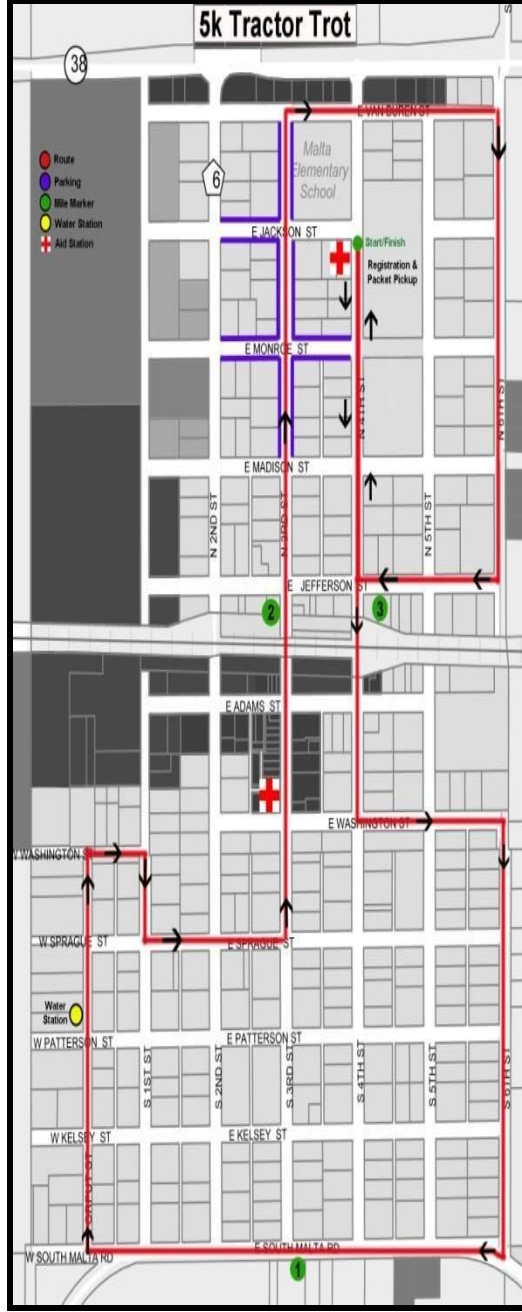 5k Tractor Trot
38
E VAN BUREN ST
Malta
Elementary
School
6
Route
Parking
Mile Marker
Water Station
Aid Station
E JACKSON ST
Start/Finish
Registration &
Packet Pickup
E MONROE ST
N 4TH ST
N 6TH ST
E MADISON ST
N 2ND ST
N 3RD ST
N 5TH ST
E JEFFERSON ST
2
3
E ADAMS ST
E WASHINGTON ST
W WASHINGTON ST
W SPRAGUE ST
E SPRAGUE ST
Water
Station
W PATTERSON ST
E PATTERSON ST
S 1ST ST
S 2ND ST
S 3RD ST
S 4TH ST
S 5TH ST
S 6TH ST
W KELSEY ST
E KELSEY ST
ORPUT ST
W SOUTH MALTA RD
E SOUTH MALTA RD
1